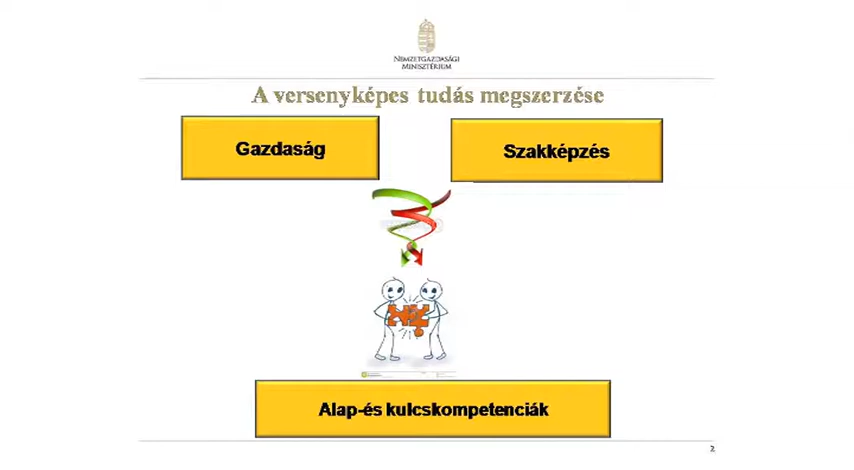 NEMZETGAZDASÁGI
MINISZTÉRIUM
A versenyképes tudás megszerzése
Gazdaság
Szakképzés
Alap-és kulcskompetenciák
2